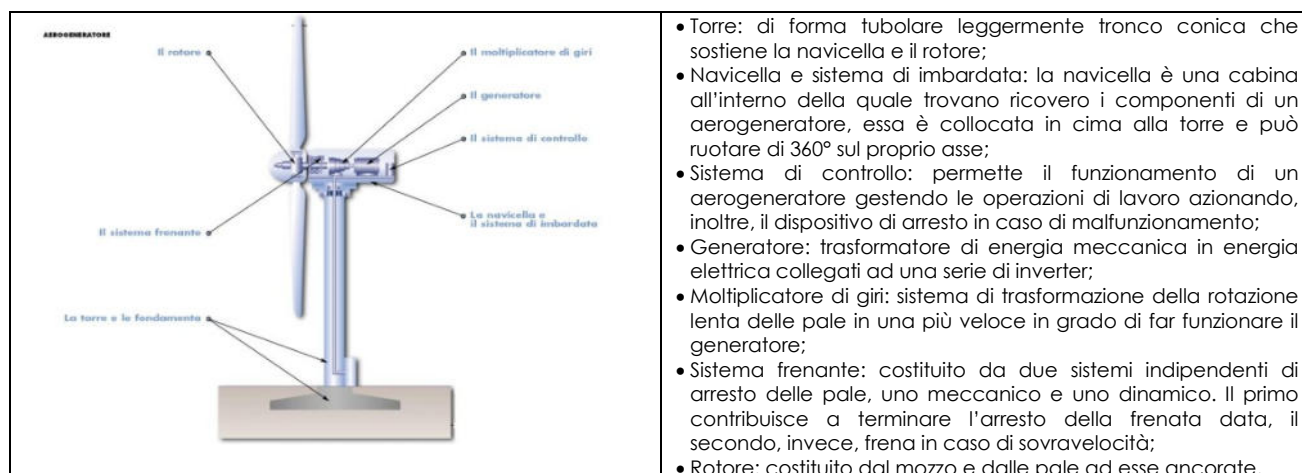 AEROGENERATORE
Il rotore
Il moltiplicatore di giri
Il generatore
Il sistema di controllo
La navicella e
il sistema di imbardata
Il sistema frenante
La torre e le fondamenta
• Torre: di forma tubolare leggermente tronco conica che
sostiene la navicella e il rotore;
• Navicella e sistema di imbardata: la navicella è una cabina
all'interno della quale trovano ricovero i componenti di un
aerogeneratore, essa è collocata in cima alla torre e può
ruotare di 360° sul proprio asse;
• Sistema di controllo: permette il funzionamento di un
aerogeneratore gestendo le operazioni di lavoro azionando,
inoltre, il dispositivo di arresto in caso di malfunzionamento;
• Generatore: trasformatore di energia meccanica in energia
elettrica collegati ad una serie di inverter;
• Moltiplicatore di giri: sistema di trasformazione della rotazione
lenta delle pale in una più veloce in grado di far funzionare il
generatore;
• Sistema frenante: costituito da due sistemi indipendenti di
arresto delle pale, uno meccanico e uno dinamico. Il primo
contribuisce a terminare l'arresto della frenata data, il
secondo, invece, frena in caso di sovravelocità;
• Rotore: costituito dal mozzo e dalle pale ad esse ancorate.